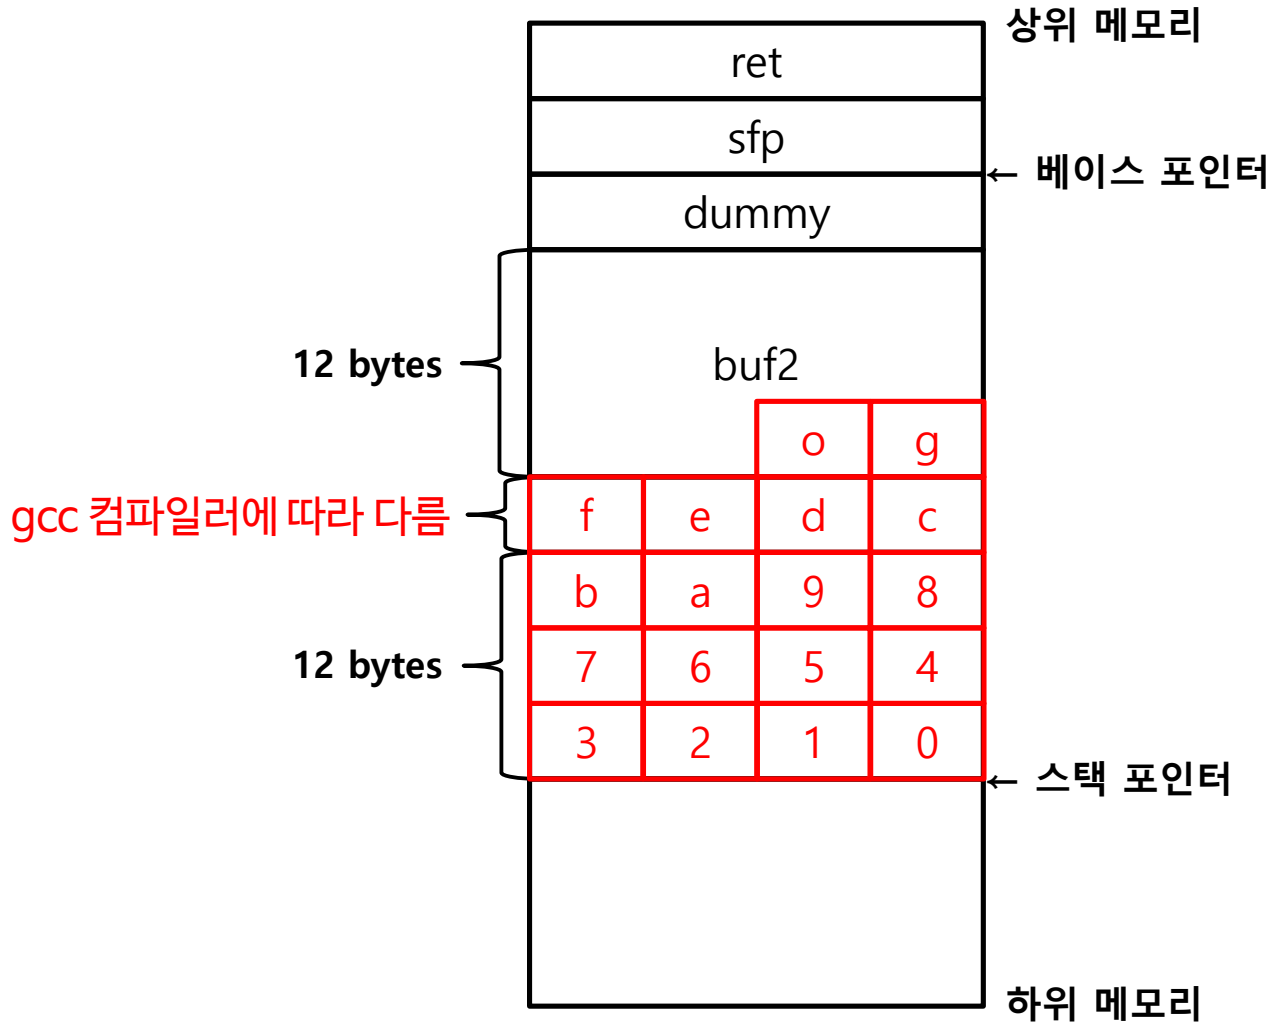 상위 메모리
ret
sfp
← 베이스 포인터
dummy
12 bytes
buf2
o g
gcc 컴파일러에 따라 다름
f e d c
b a 9 8
12 bytes
7 6 5 4
3 2 1 0
← 스택 포인터
하위 메모리